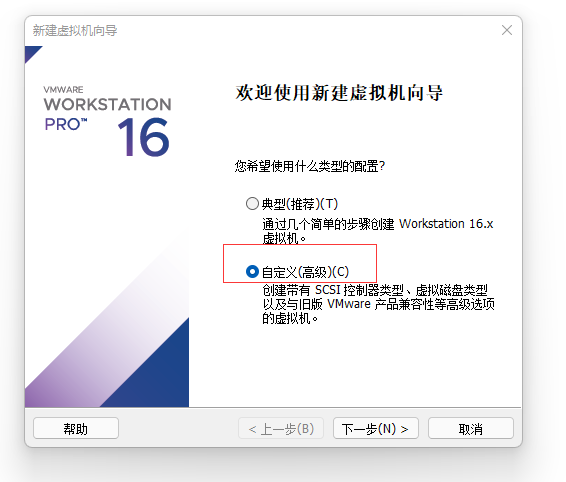 新建虚拟机向导
VMWARE
WORKSTATION
PRO™ 16
欢迎使用新建虚拟机向导
您希望使用什么类型的配置?
典型(推荐)(T)
通过几个简单的步骤创建 Workstation 16.x
虚拟机。
自定义(高级)(C)
创建带有 SCSI 控制器类型、虚拟磁盘类型
以及与旧版 VMware 产品兼容性等高级选项
的虚拟机。
帮助
< 上一步(B)
下一步(N) >
取消